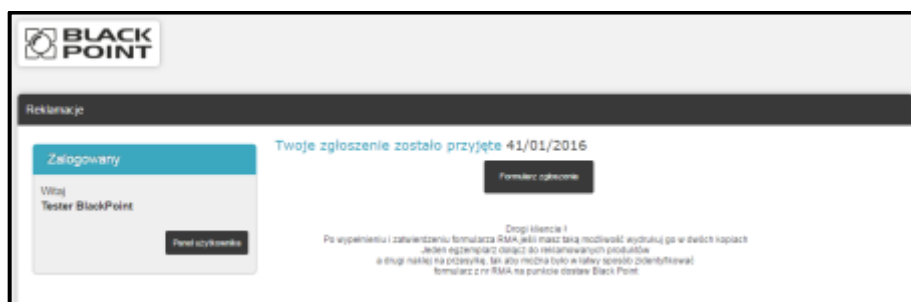 BLACK
POINT
Reklamacje
Zalogowany
Witaj
Tester BlackPoint
Panel użytkownika
Twoje zgłoszenie zostało przyjęte 41/01/2016
Formularz zgłoszenia
Drogi kliencie !
Po wypełnieniu i zatwierdzeniu formularza RMA jeśli masz taką możliwość wydrukuj go w dwóch kopiach
Jeden egzemplarz dołącz do reklamowanych produktów
a drugi naklej na przesyłkę, tak aby można było w łatwy sposób zidentyfikować
formularz z nr RMA na punkcie dostaw Black Point